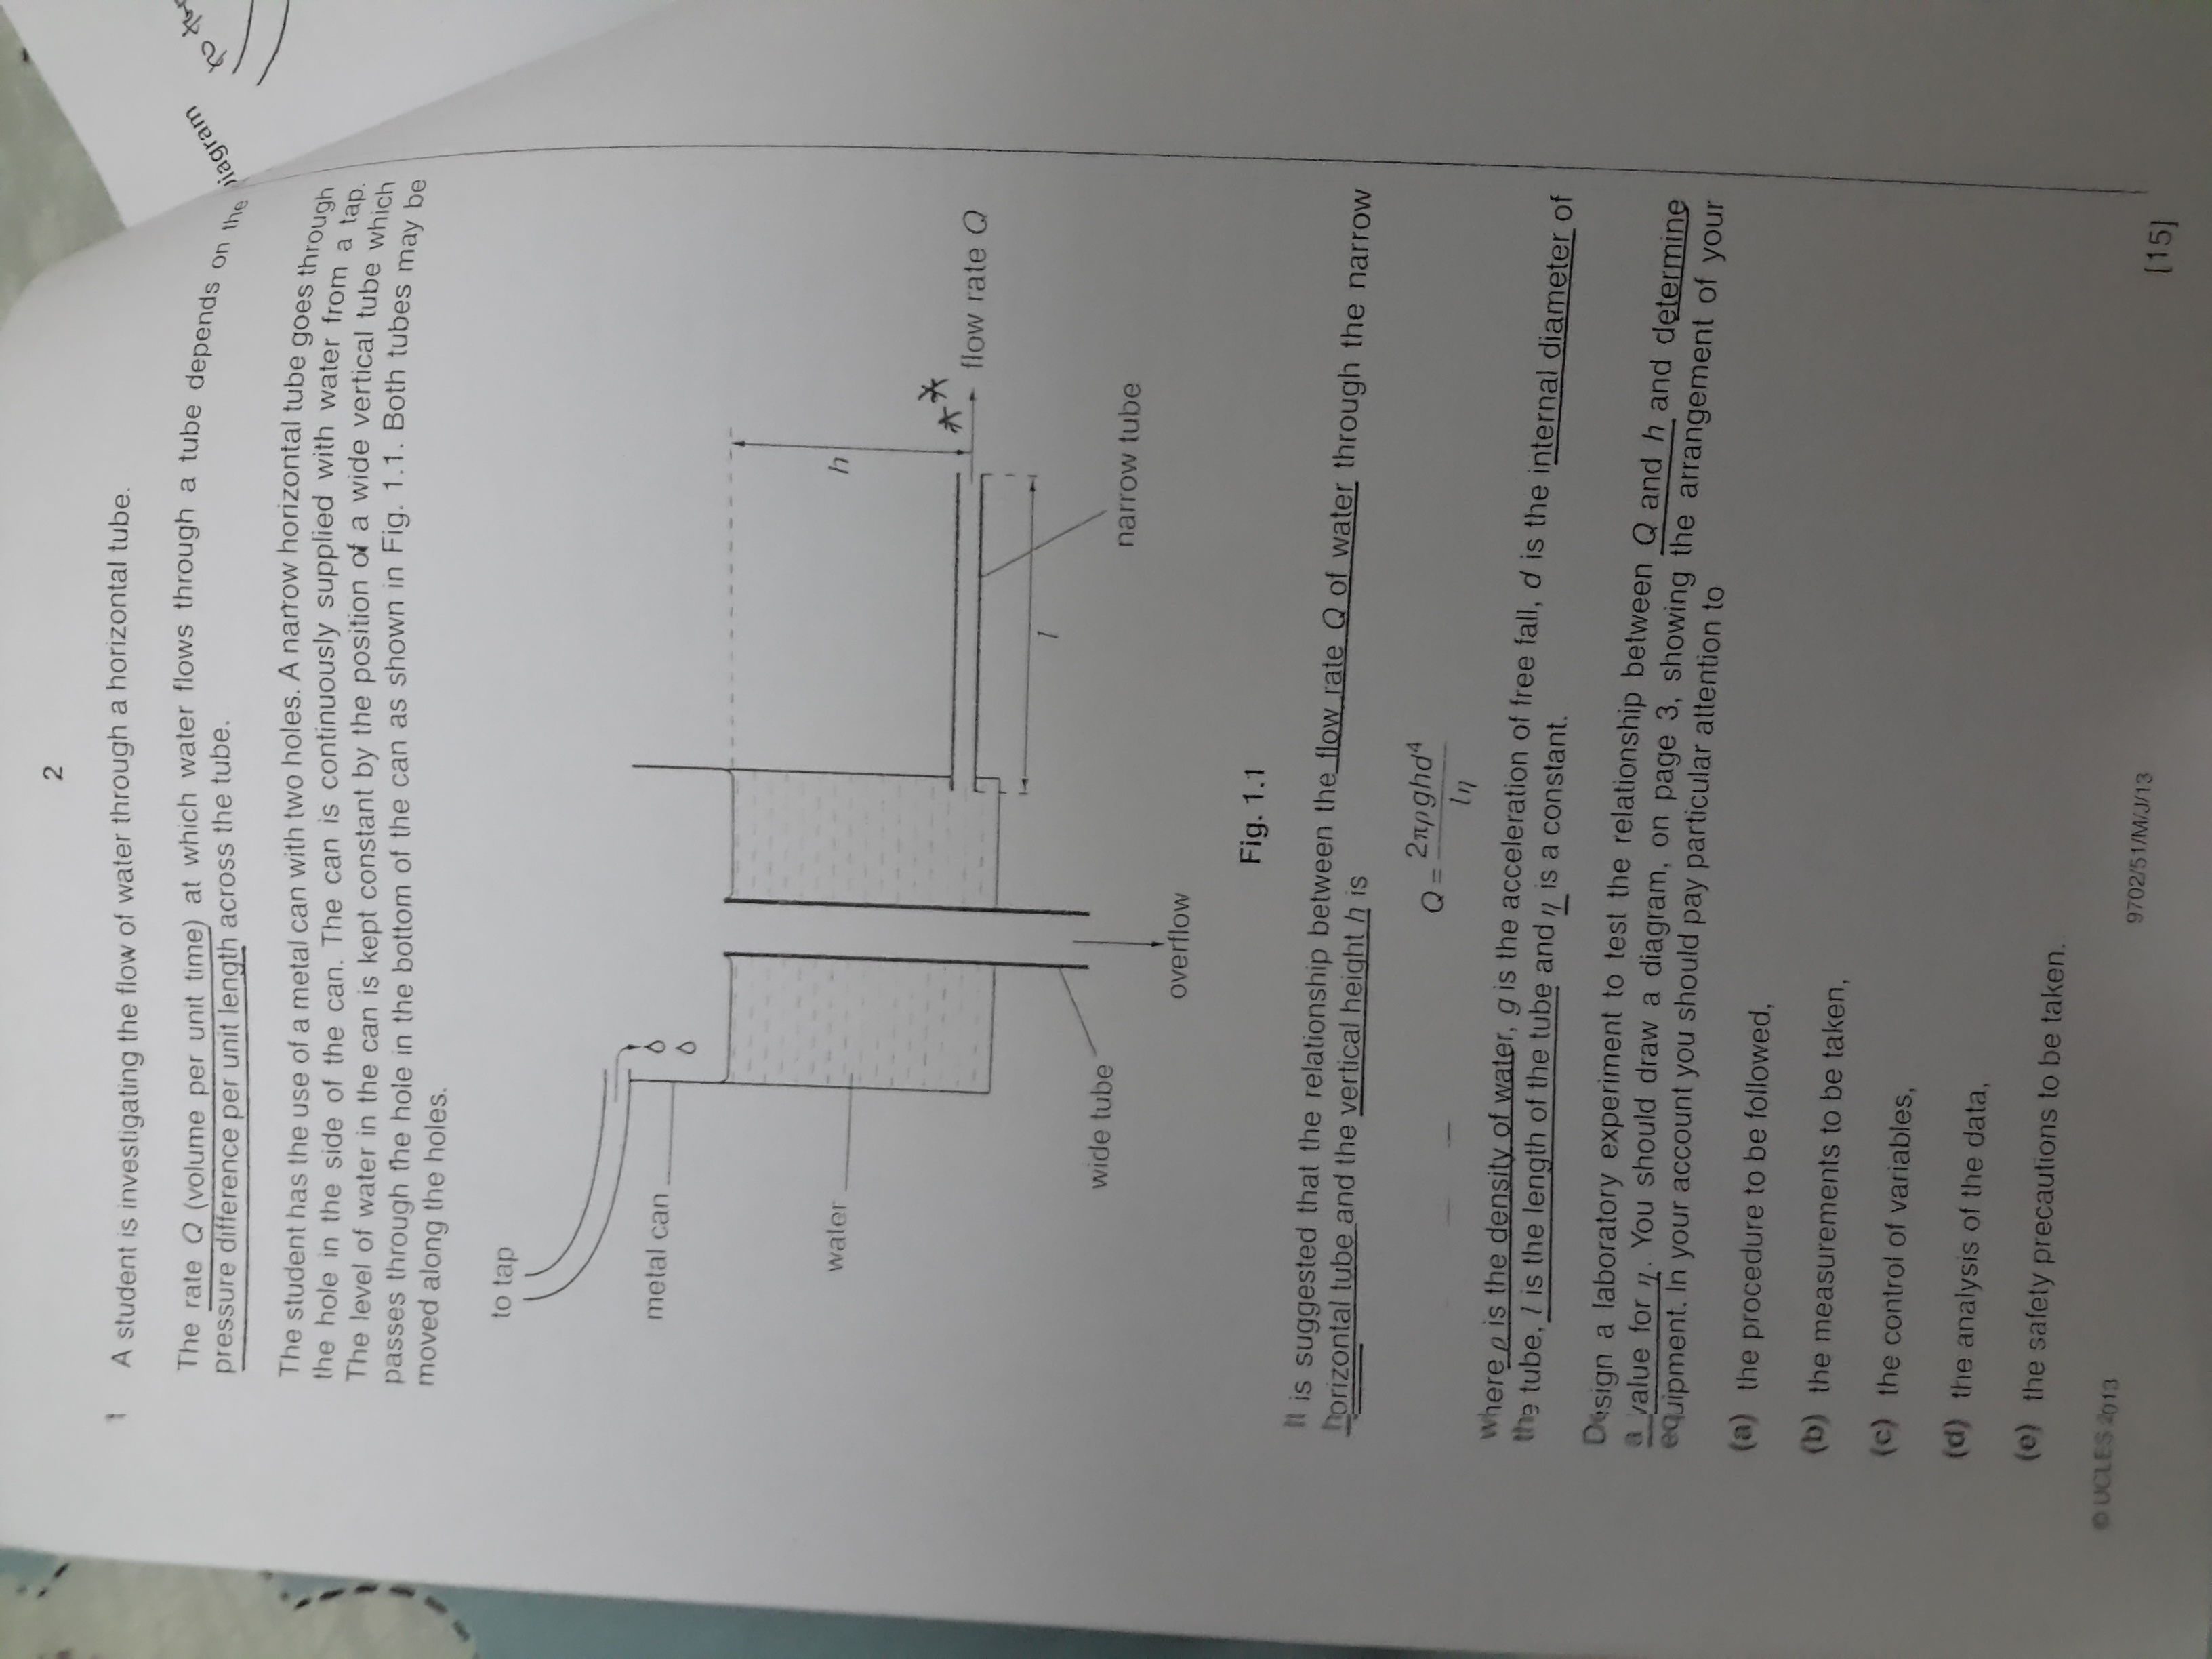 2
1 A student is investigating the flow of water through a horizontal tube.
The rate Q (volume per unit time) at which water flows through a tube depends on the
pressure difference per unit length across the tube.
The student has the use of a metal can with two holes. A narrow horizontal tube goes through
the hole in the side of the can. The can is continuously supplied with water from a tap.
The level of water in the can is kept constant by the position of a wide vertical tube which
passes through the hole in the bottom of the can as shown in Fig. 1.1. Both tubes may be
moved along the holes.
to tap
metal can
water
h
flow rate Q
l
wide tube
narrow tube
overflow
Fig. 1.1
It is suggested that the relationship between the flow rate Q of water through the narrow
horizontal tube and the vertical height h is
Q = 2πρghd⁴ / lη
where ρ is the density of water, g is the acceleration of free fall, d is the internal diameter of
the tube, l is the length of the tube and η is a constant.
Design a laboratory experiment to test the relationship between Q and h and determine
a value for η. You should draw a diagram, on page 3, showing the arrangement of your
equipment. In your account you should pay particular attention to
(a) the procedure to be followed,
(b) the measurements to be taken,
(c) the control of variables,
(d) the analysis of the data,
(e) the safety precautions to be taken.
[15]
© UCLES 2013
9702/51/M/J/13